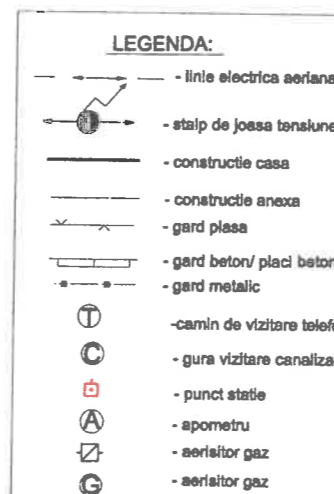 LEGENDA:
- linie electrica aeriana
- stalp de joasa tensiune
- constructie casa
- constructie anexa
- gard plasa
- gard beton/ placi beton
- gard metalic
T -camin de vizitare telef
C - gura vizitare canaliza
- punct statie
A - apometru
- aerisitor gaz
G - aerisitor gaz